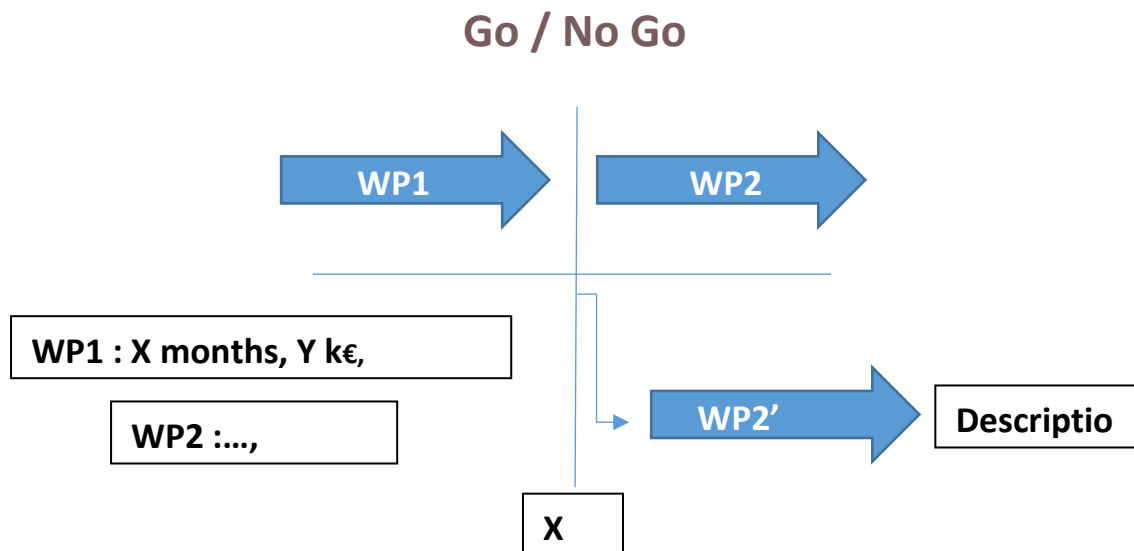 Go / No Go
WP1
WP2
WP1 : X months, Y k€,
WP2 :…,
WP2’
Descriptio
X